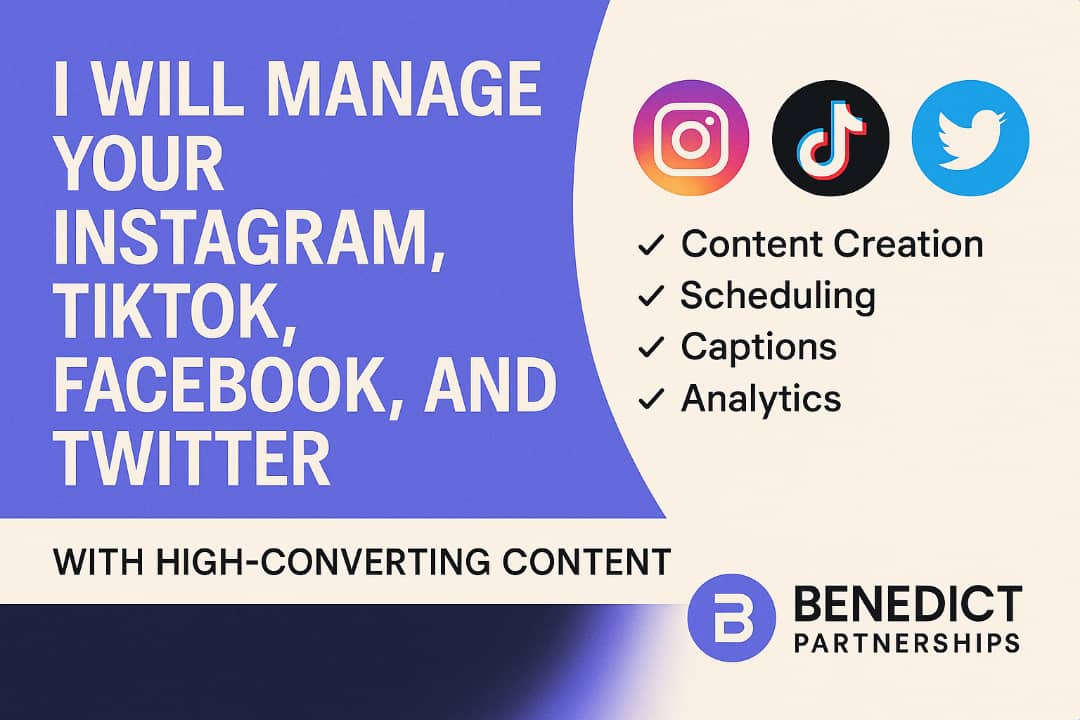 I WILL MANAGE
YOUR
INSTAGRAM,
TIKTOK,
FACEBOOK, AND
TWITTER
WITH HIGH-CONVERTING CONTENT
✓ Content Creation
✓ Scheduling
✓ Captions
✓ Analytics
B
BENEDICT
PARTNERSHIPS